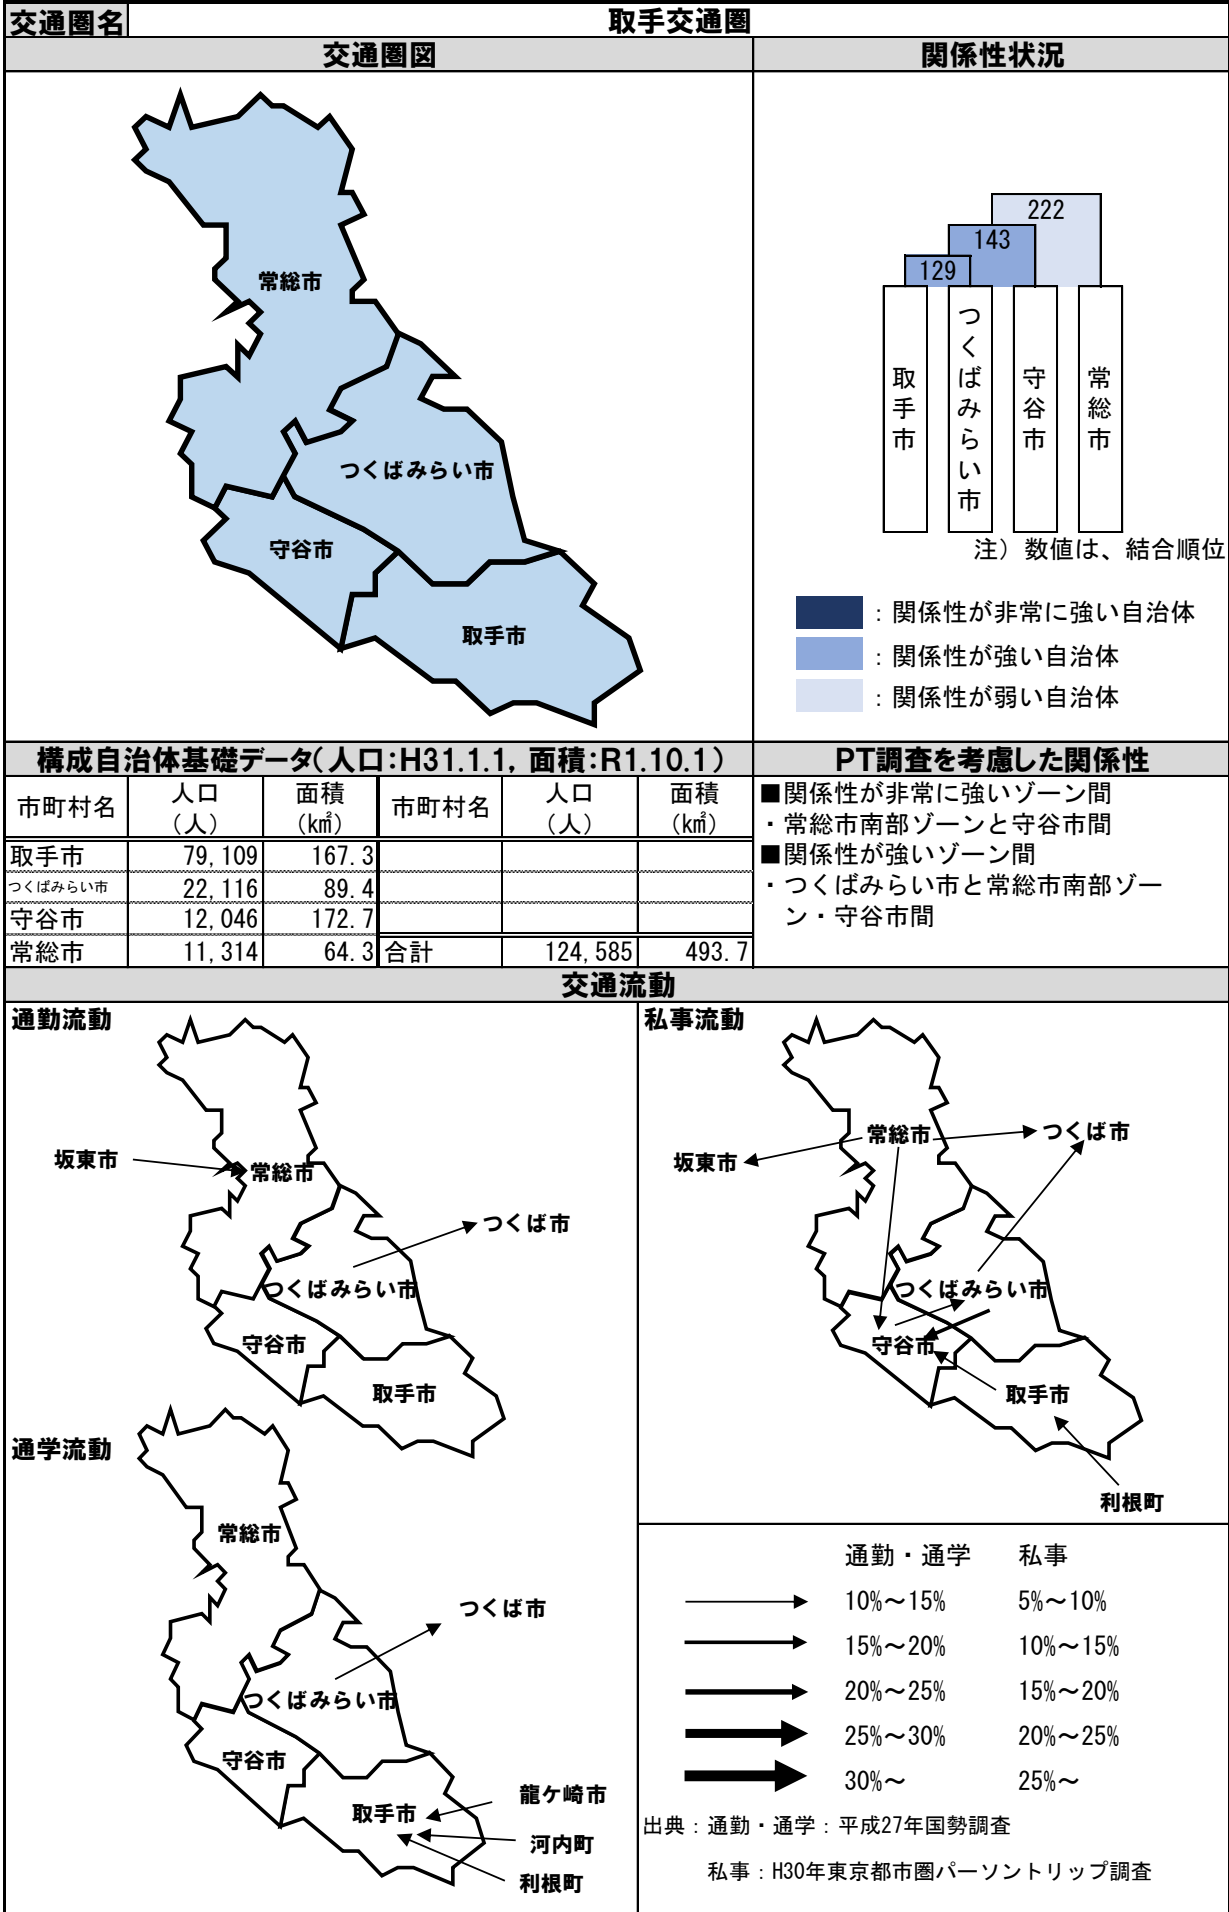 交通圏名
取手交通圏
交通圏図
関係性状況
常総市
つくばみらい市
守谷市
取手市
222
143
129
取手市
つくばみらい市
守谷市
常総市
注）数値は、結合順位
：関係性が非常に強い自治体
：関係性が強い自治体
：関係性が弱い自治体
構成自治体基礎データ(人口：H31.1.1, 面積：R1.10.1)
市町村名 人口（人） 面積（㎢） 市町村名 人口（人） 面積（㎢）
取手市 79,109 167.3
つくばみらい市 22,116 89.4
守谷市 12,046 172.7
常総市 11,314 64.3 合計 124,585 493.7
PT調査を考慮した関係性
■関係性が非常に強いゾーン間
・常総市南部ゾーンと守谷市間
■関係性が強いゾーン間
・つくばみらい市と常総市南部ゾー
ン・守谷市間
交通流動
通勤流動
坂東市
常総市
つくば市
つくばみらい市
守谷市
取手市
通学流動
常総市
つくば市
つくばみらい市
守谷市
取手市
龍ケ崎市
河内町
利根町
私事流動
常総市
つくば市
坂東市
つくばみらい市
守谷市
取手市
利根町
通勤・通学 私事
10%～15% 5%～10%
15%～20% 10%～15%
20%～25% 15%～20%
25%～30% 20%～25%
30%～ 25%～
出典：通勤・通学：平成27年国勢調査
私事：H30年東京都市圏パーソントリップ調査